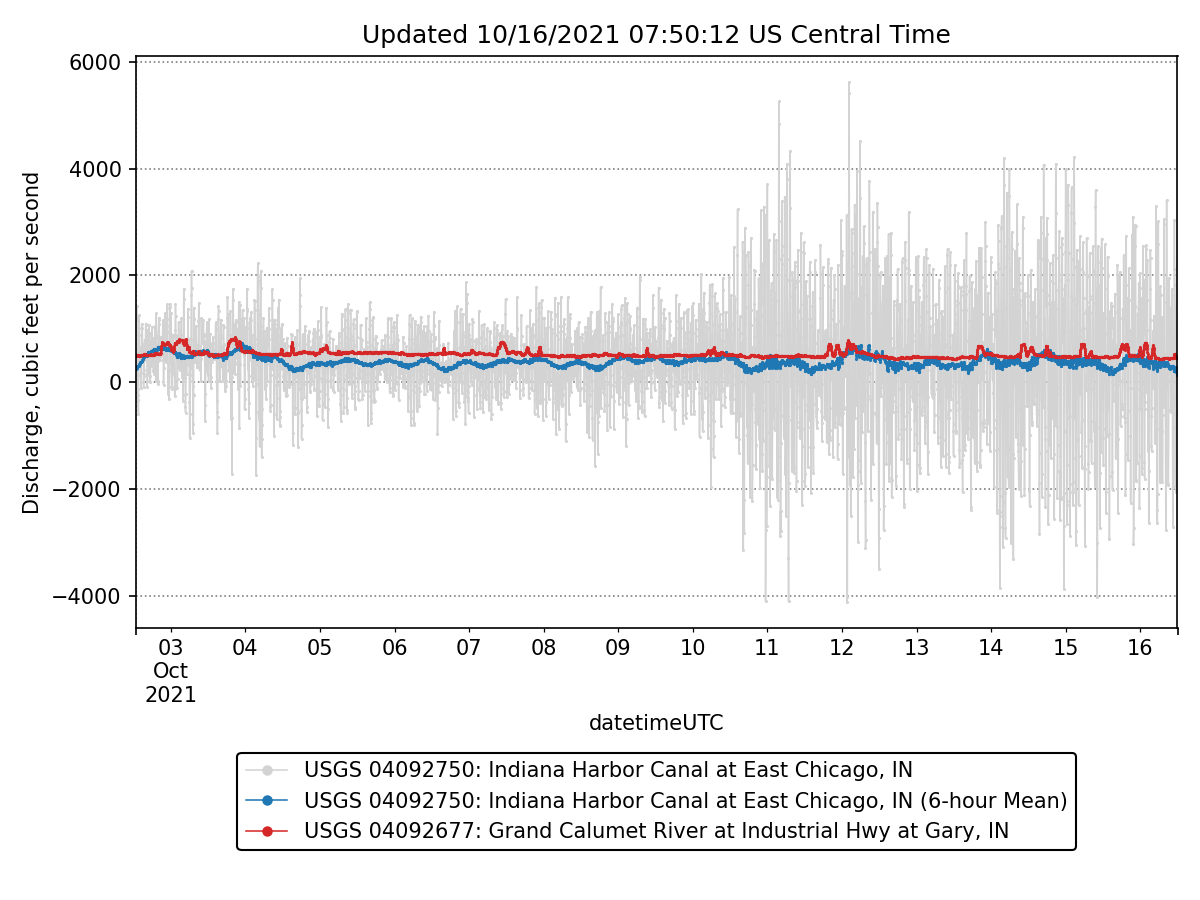 Updated 10/16/2021 07:50:12 US Central Time
6000
4000
2000
0
−2000
−4000
Discharge, cubic feet per second
03 04 05 06 07 08 09 10 11 12 13 14 15 16
Oct
2021
datetimeUTC
USGS 04092750: Indiana Harbor Canal at East Chicago, IN
USGS 04092750: Indiana Harbor Canal at East Chicago, IN (6-hour Mean)
USGS 04092677: Grand Calumet River at Industrial Hwy at Gary, IN